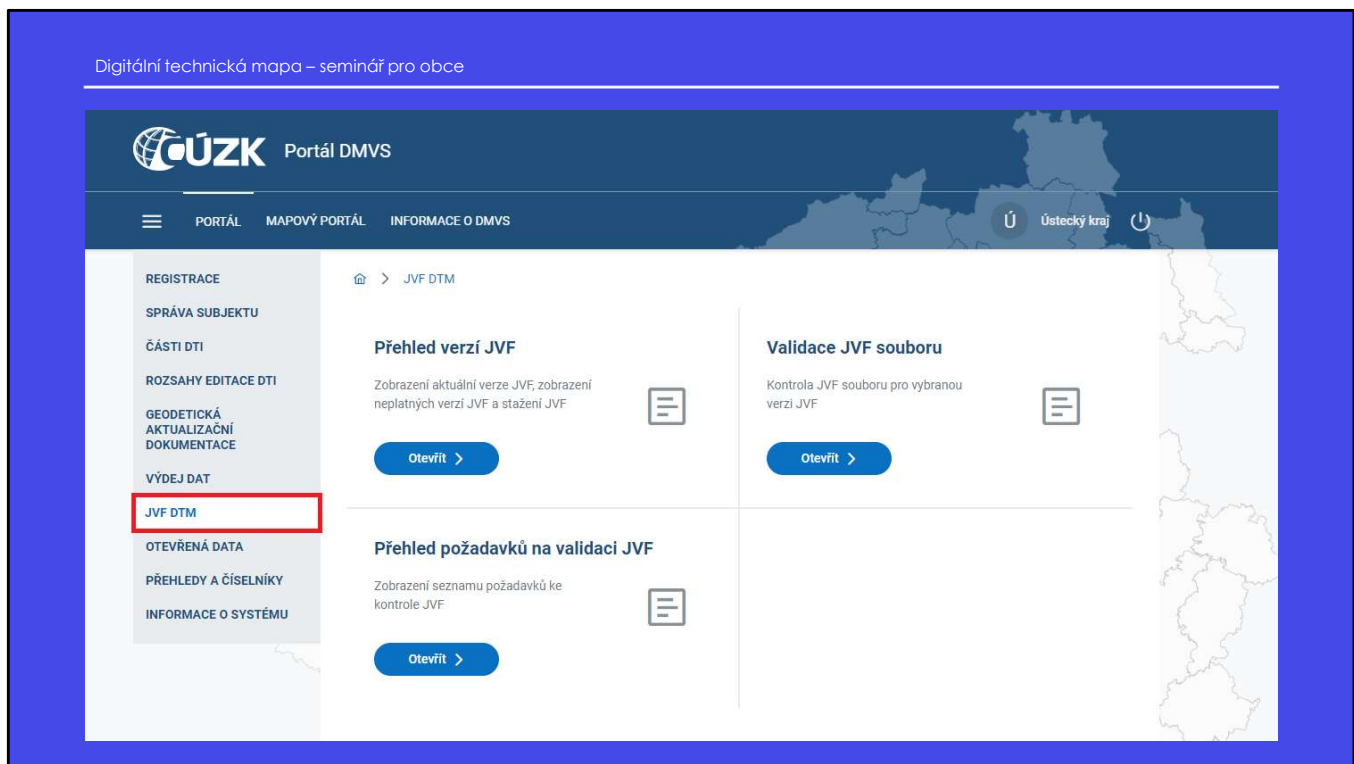 Digitální technická mapa – seminář pro obce
ČÚZK Portál DMVS
PORTÁL MAPOVÝ PORTÁL INFORMACE O DMVS Ú Ústecký kraj
REGISTRACE
SPRÁVA SUBJEKTU
ČÁSTI DTI
ROZSAHY EDITACE DTI
GEODETICKÁ
AKTUALIZAČNÍ
DOKUMENTACE
VÝDEJ DAT
JVF DTM
OTEVŘENÁ DATA
PŘEHLEDY A ČÍSELNÍKY
INFORMACE O SYSTÉMU
> JVF DTM
Přehled verzí JVF
Zobrazení aktuální verze JVF, zobrazení
neplatných verzí JVF a stažení JVF
Otevřít >
Validace JVF souboru
Kontrola JVF souboru pro vybranou
verzi JVF
Otevřít >
Přehled požadavků na validaci JVF
Zobrazení seznamu požadavků ke
kontrole JVF
Otevřít >